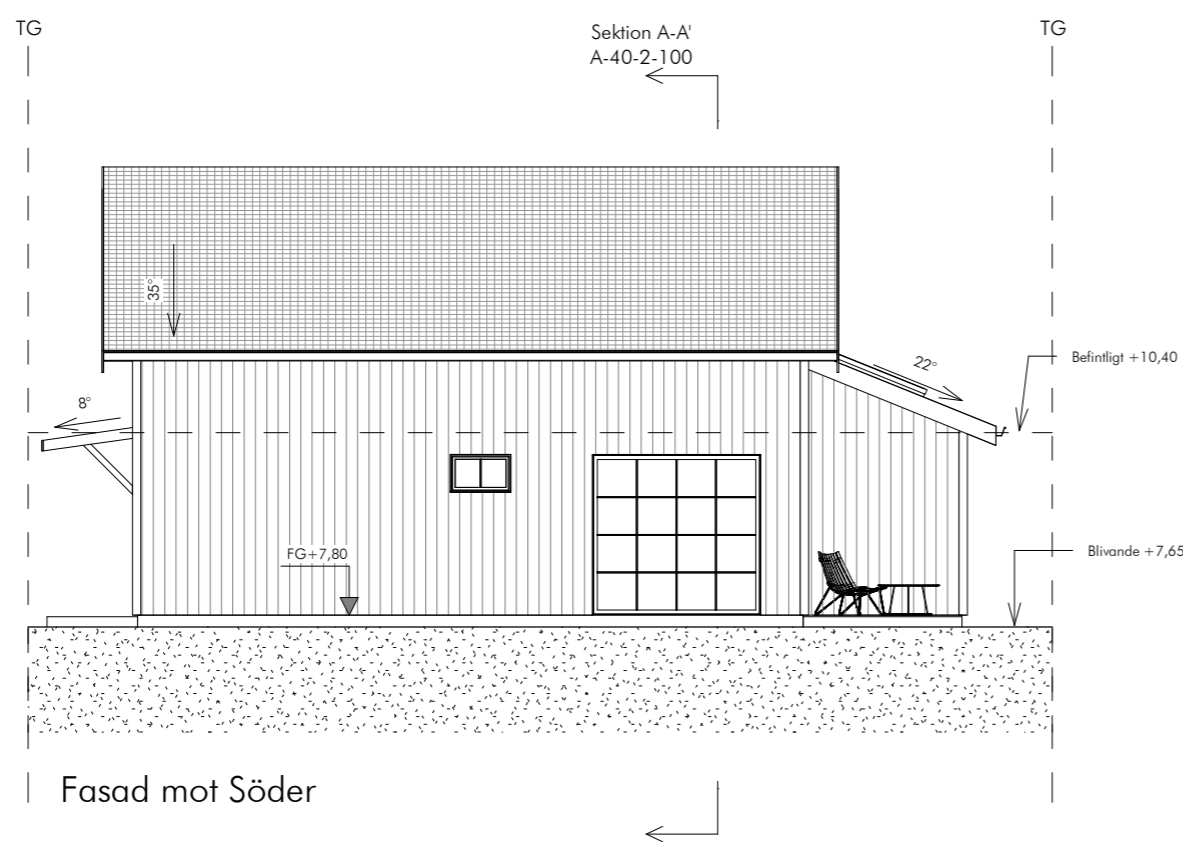 TG
TG
Sektion A-A'
A-40-2-100
35°
22°
Befintligt +10,40
8°
FG+7,80
Blivande +7,65
Fasad mot Söder